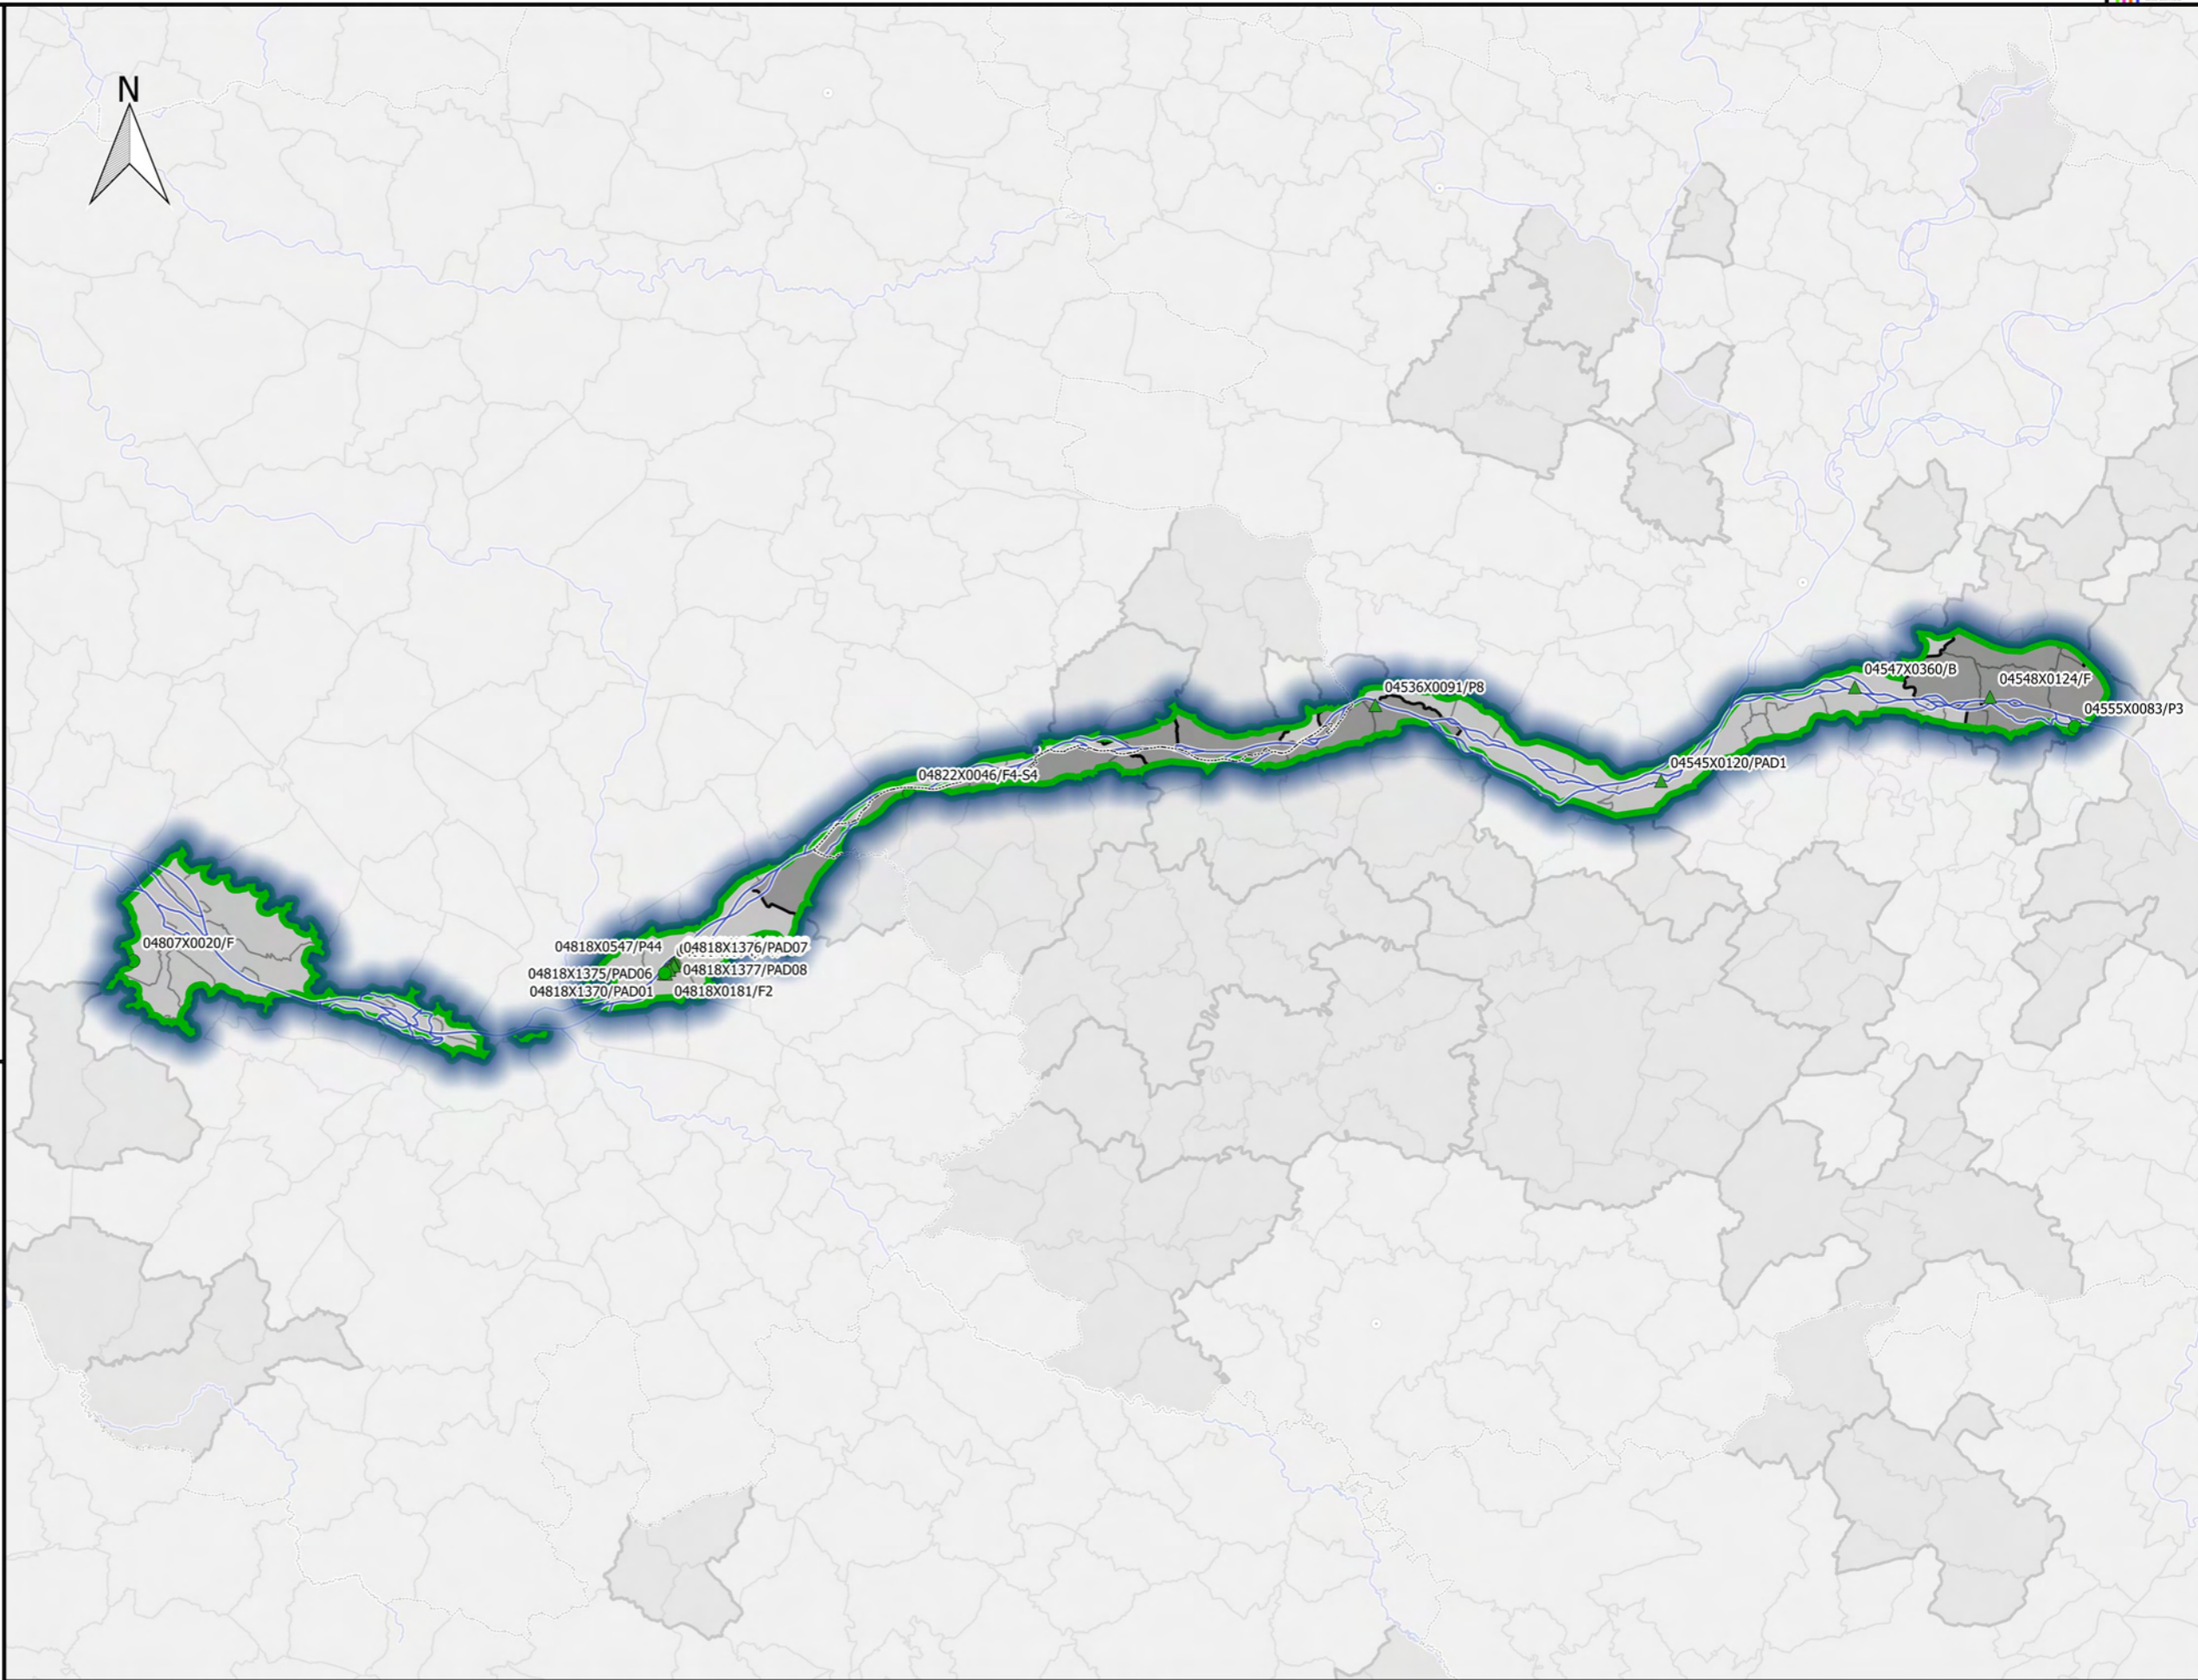 N
04547X0360/B
04548X0124/F
04536X0091/P8
04555X0083/P3
04545X0120/PAD1
04822X0046/F4-S4
04807X0020/F
04818X0547/P44
04818X1376/PAD07
04818X1375/PAD06
04818X1377/PAD08
04818X1370/PAD01
04818X0181/F2